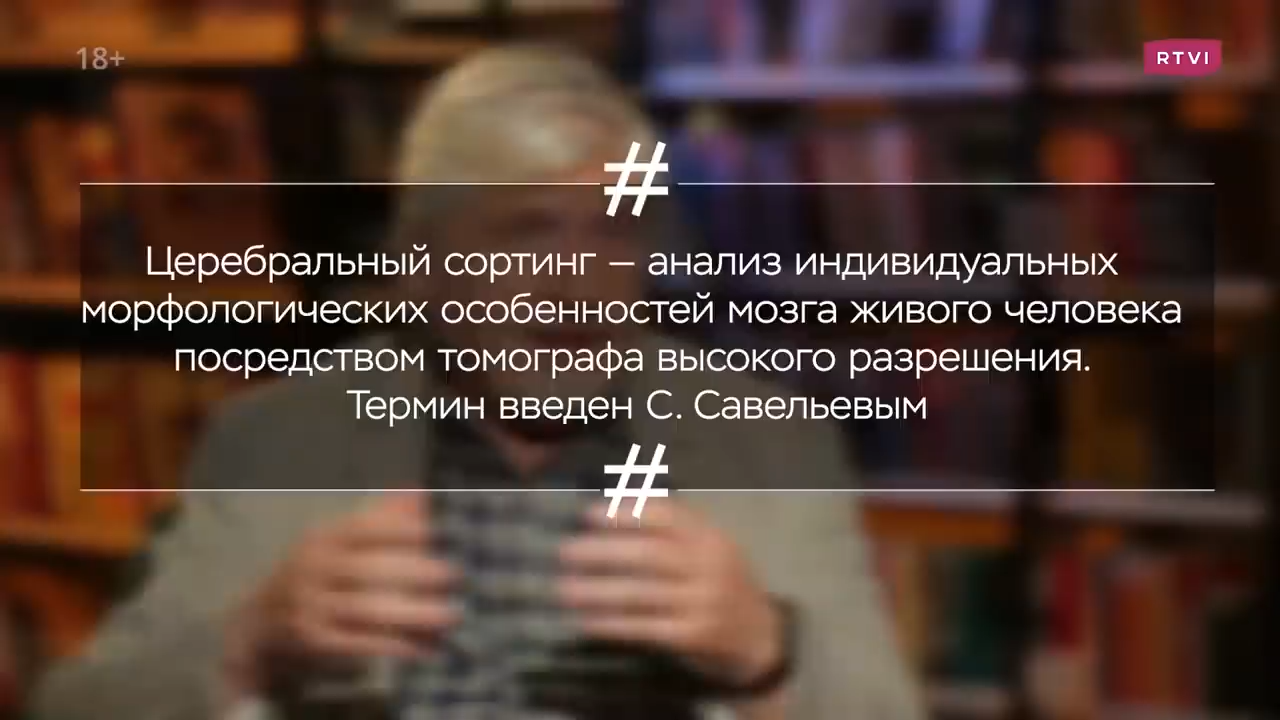 18+
RTVI
#
Церебральный сортинг — анализ индивидуальных
морфологических особенностей мозга живого человека
посредством томографа высокого разрешения.
Термин введен С. Савельевым
#